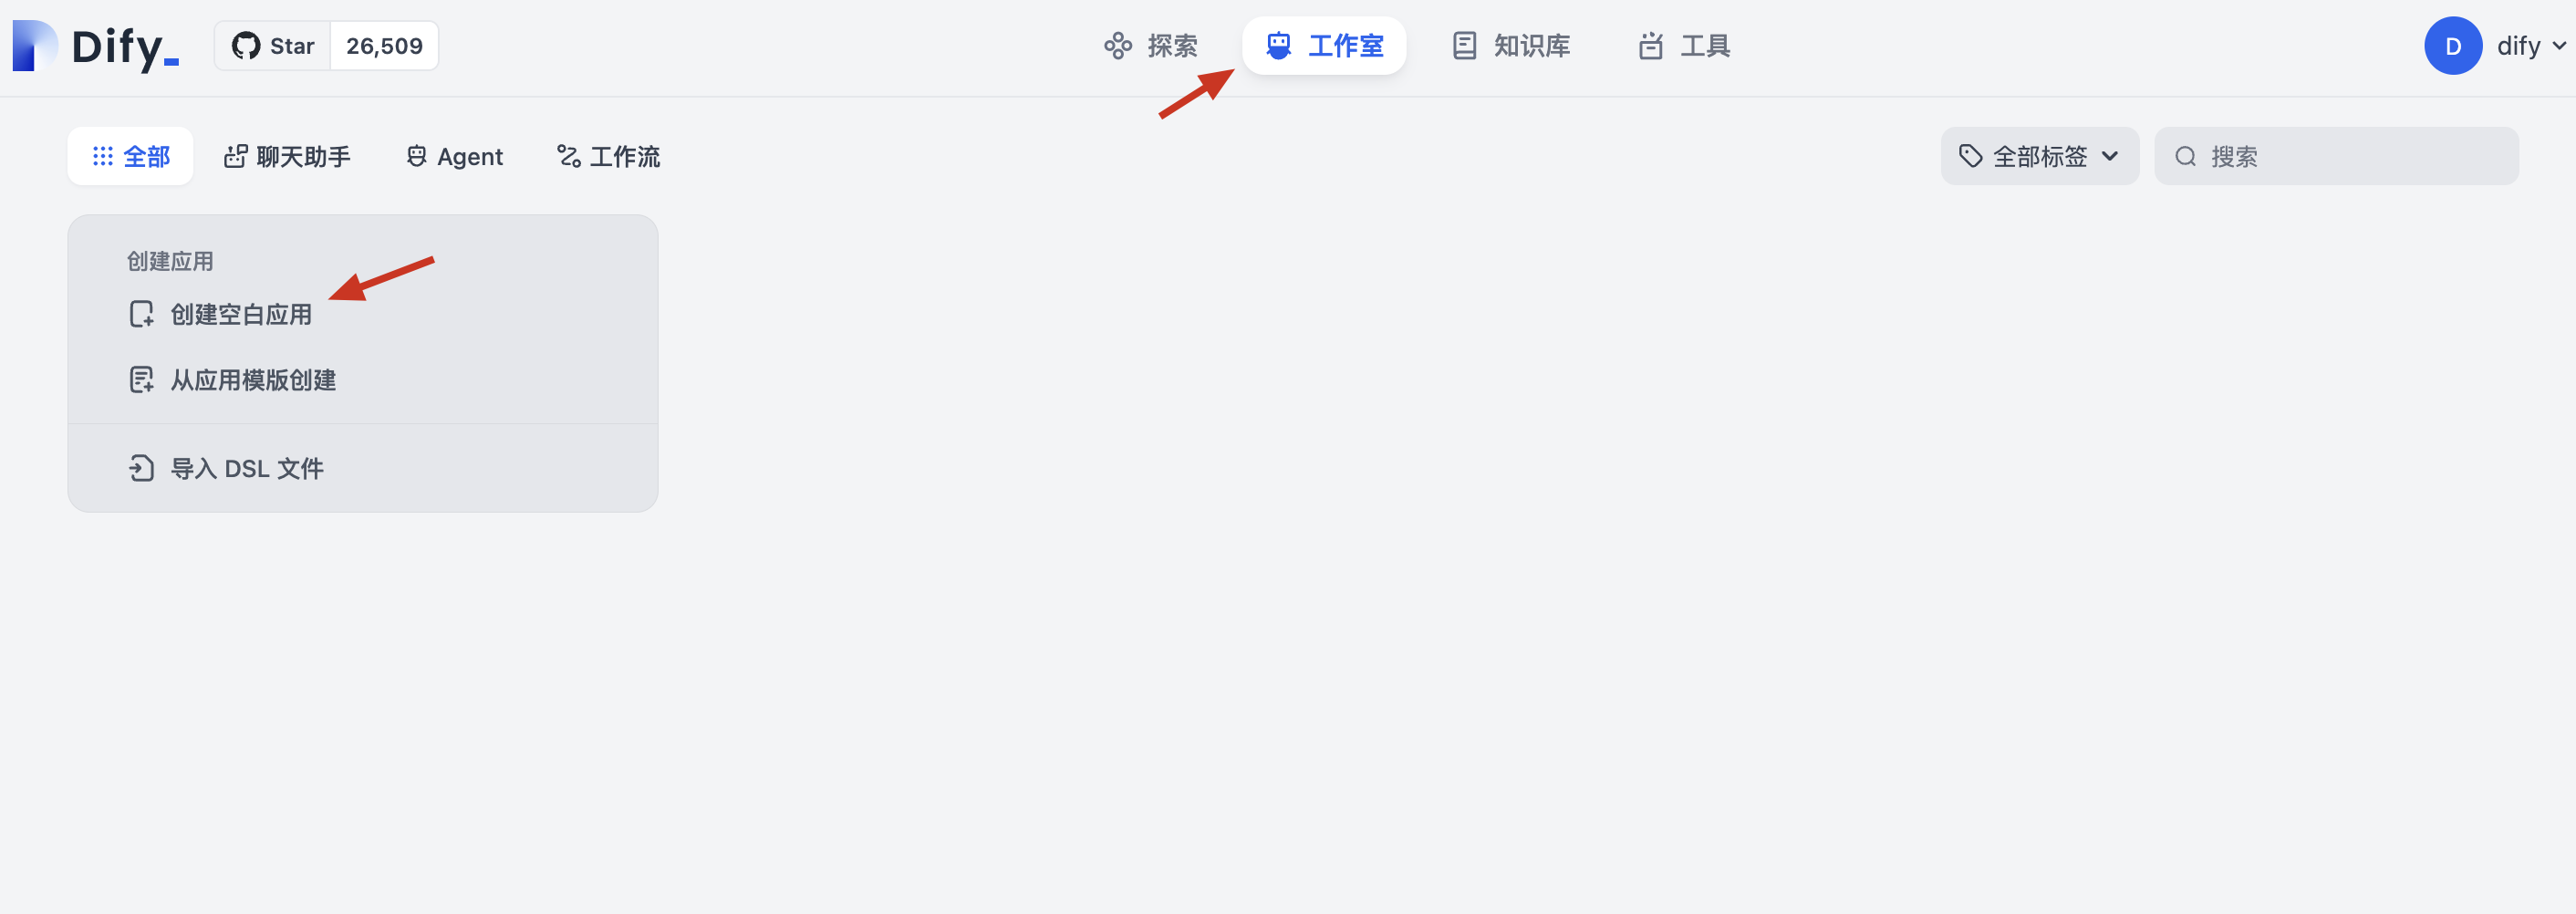 Dify_ Star 26,509 探索 工作室 知识库 工具 D dify
全部 聊天助手 Agent 工作流 全部标签 搜索
创建应用
创建空白应用
从应用模版创建
导入 DSL 文件